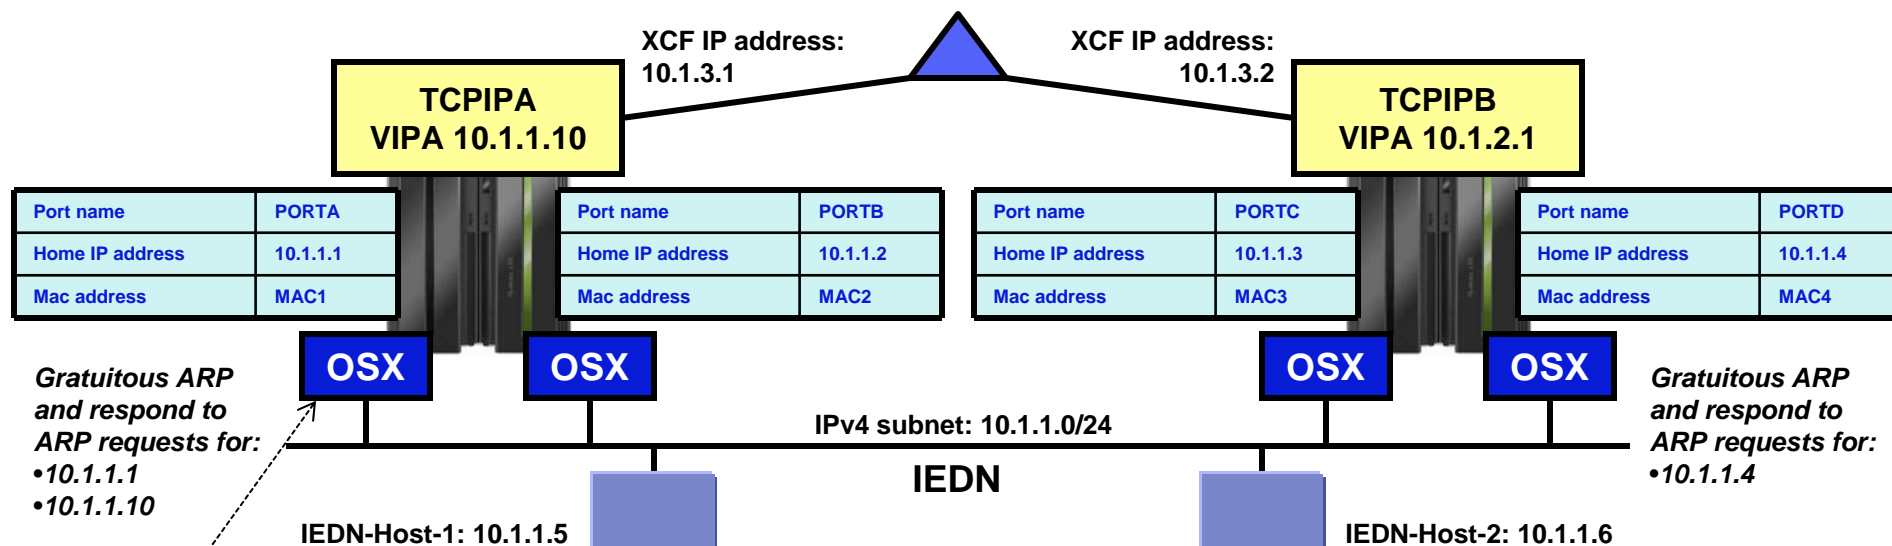 XCF IP address:
10.1.3.1
XCF IP address:
10.1.3.2
TCPIPA
VIPA 10.1.1.10
TCPIPB
VIPA 10.1.2.1
Port name PORTA
Home IP address 10.1.1.1
Mac address MAC1
Port name PORTB
Home IP address 10.1.1.2
Mac address MAC2
Port name PORTC
Home IP address 10.1.1.3
Mac address MAC3
Port name PORTD
Home IP address 10.1.1.4
Mac address MAC4
OSX
OSX
OSX
OSX
Gratuitous ARP
and respond to
ARP requests for:
•10.1.1.1
•10.1.1.10
IPv4 subnet: 10.1.1.0/24
IEDN
Gratuitous ARP
and respond to
ARP requests for:
•10.1.1.4
IEDN-Host-1: 10.1.1.5
IEDN-Host-2: 10.1.1.6